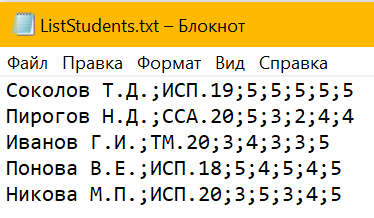 ListStudents.txt – Блокнот
Файл Правка Формат Вид Справка
Соколов Т.Д.;ИСП.19;5;5;5;5;5
Пирогов Н.Д.;ССА.20;5;3;2;4;4
Иванов Г.И.;ТМ.20;3;4;3;3;5
Понова В.Е.;ИСП.18;5;4;5;4;5
Никова М.П.;ИСП.20;3;5;3;4;5